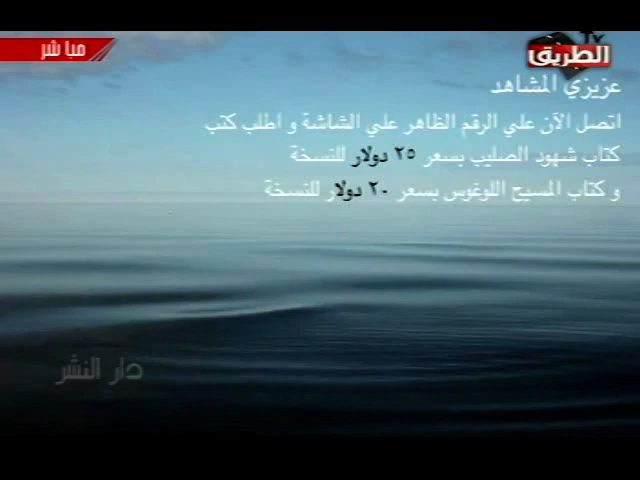 مباشر
الطريق TV
عزيزي المشاهد
اتصل الآن علي الرقم الظاهر علي الشاشة و اطلب كتب
كتاب شهود الصليب بسعر ٢٥ دولار للنسخة
و كتاب المسيح اللوغوس بسعر ٢٠ دولار للنسخة
دار النشر